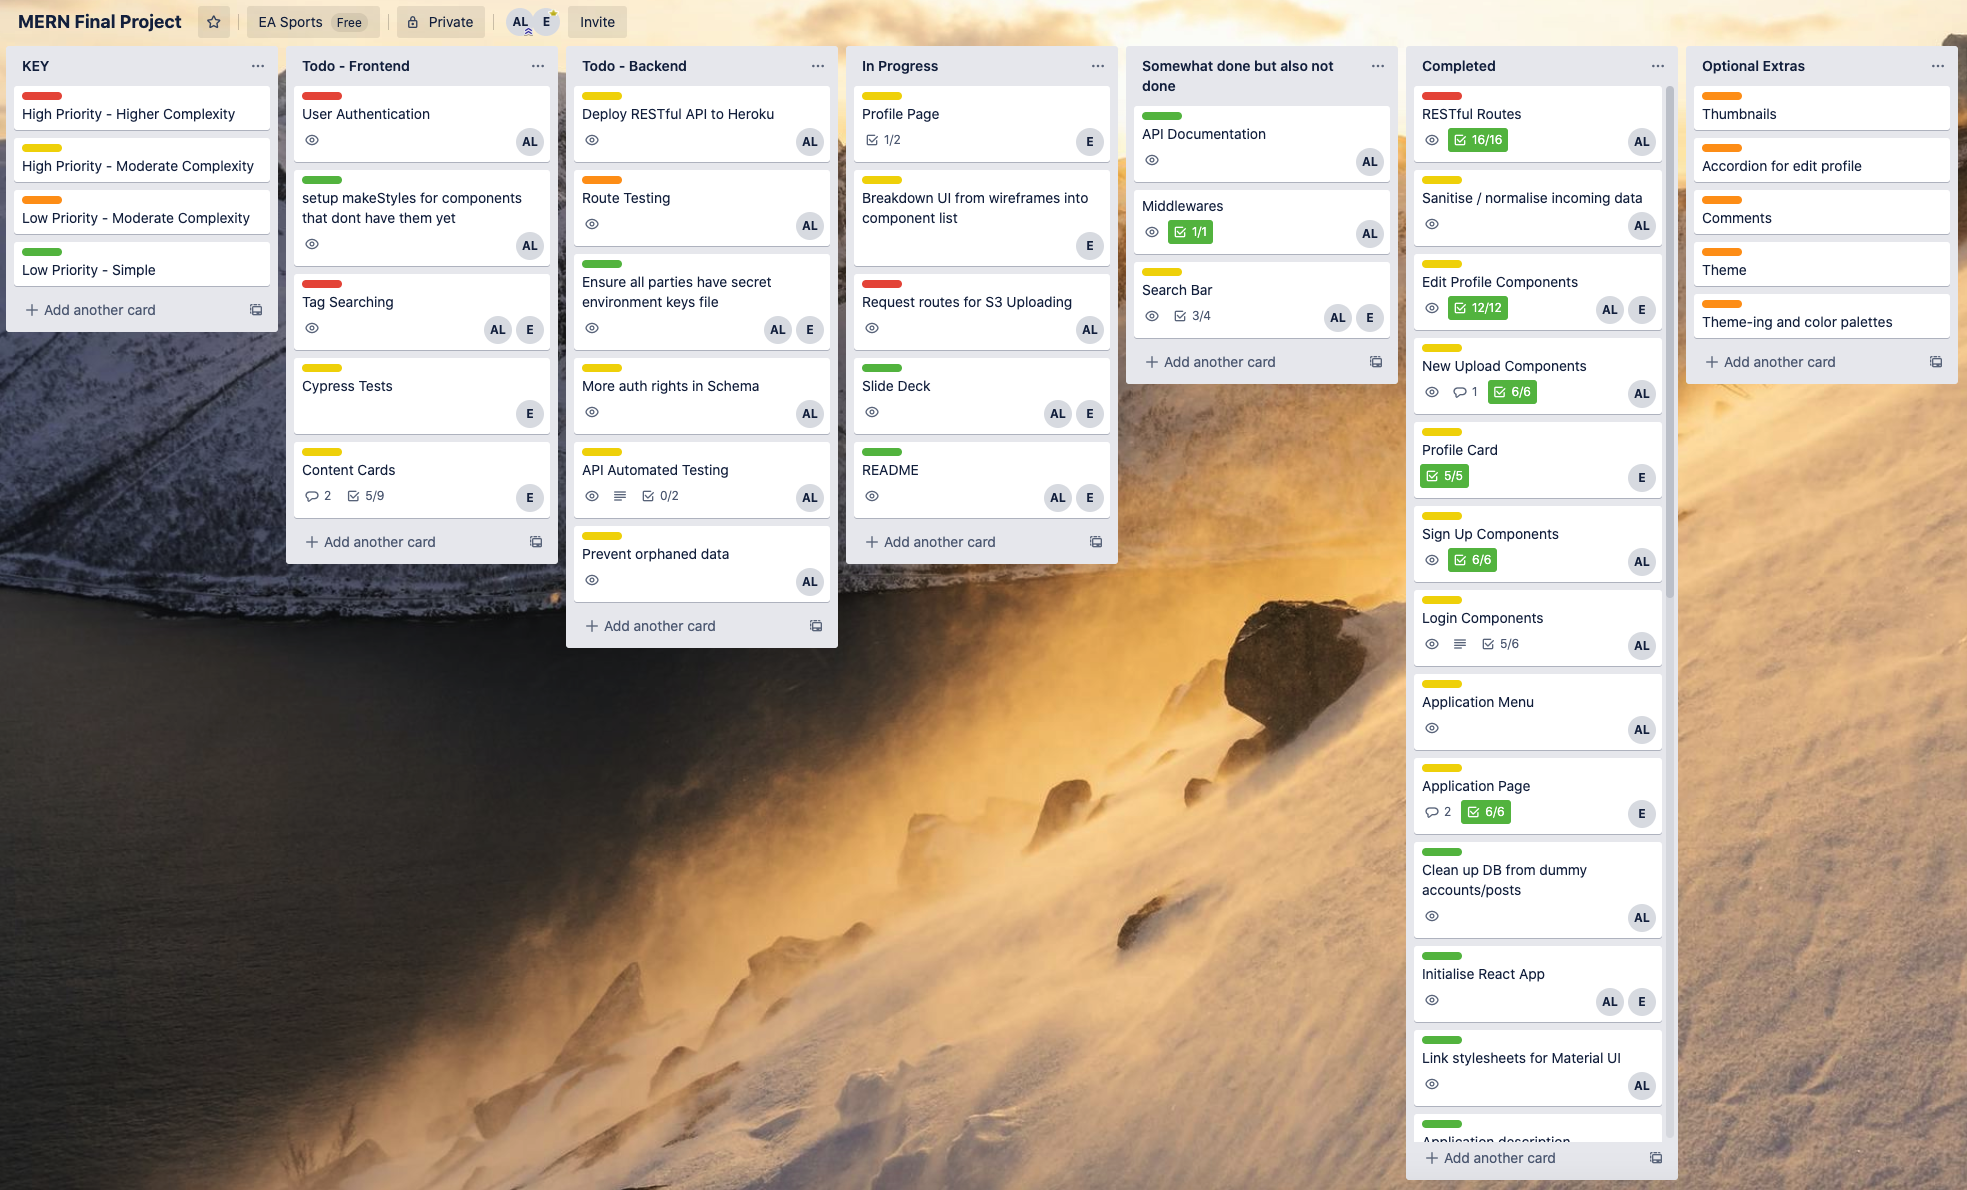 MERN Final Project
EA Sports Free
Private
AL E
Invite
KEY
High Priority - Higher Complexity
High Priority - Moderate Complexity
Low Priority - Moderate Complexity
Low Priority - Simple
Add another card
Todo - Frontend
User Authentication
AL
setup makeStyles for components
that dont have them yet
AL
Tag Searching
AL E
Cypress Tests
E
Content Cards
2 5/9
E
Add another card
Todo - Backend
Deploy RESTful API to Heroku
AL
Route Testing
AL
Ensure all parties have secret
environment keys file
AL E
More auth rights in Schema
AL
API Automated Testing
0/2
AL
Prevent orphaned data
AL
Add another card
In Progress
Profile Page
1/2
E
Breakdown UI from wireframes into
component list
E
Request routes for S3 Uploading
AL
Slide Deck
AL E
README
AL E
Add another card
Somewhat done but also not
done
API Documentation
AL
Middlewares
1/1
AL
Search Bar
3/4
AL E
Add another card
Completed
RESTful Routes
16/16
AL
Sanitise / normalise incoming data
AL
Edit Profile Components
12/12
AL E
New Upload Components
1 6/6
AL
Profile Card
5/5
E
Sign Up Components
6/6
AL
Login Components
5/6
AL
Application Menu
AL
Application Page
2 6/6
E
Clean up DB from dummy
accounts/posts
AL
Initialise React App
AL E
Link stylesheets for Material UI
AL
Application description
Add another card
Optional Extras
Thumbnails
Accordion for edit profile
Comments
Theme
Theme-ing and color palettes
Add another card